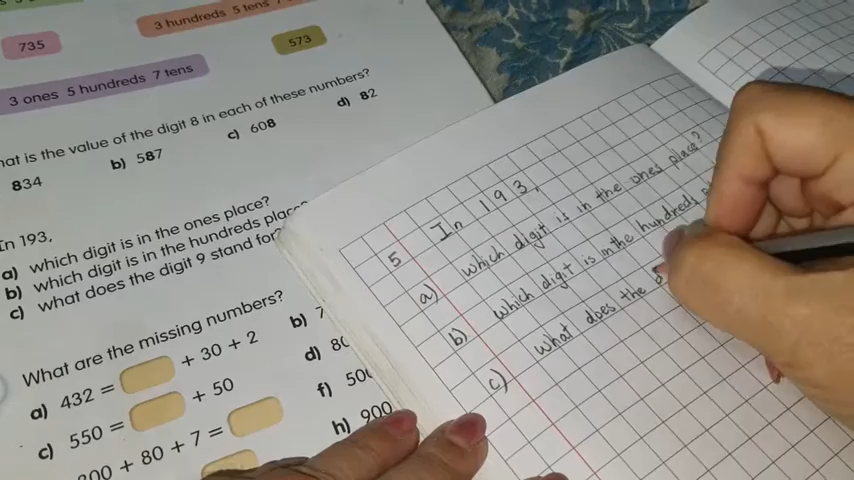 735
3 hundreds 5 tens 7
3 ones 5 hundreds 7 tens
573
hat is the value of the digit 8 in each of these numbers?
834
b) 587
c) 608
d) 82
In 193,
a) which digit is in the ones place?
b) which digit is in the hundreds place
c) what does the digit 9 stand for
What are the missing numbers?
a) 432 = + 30 + 2
b) 7
c) 550 = + 50
d) 80
f) 500
800 + 80 + 7 =
h) 900
5 In 193,
a) which digit is in the ones place?
b) which digit is in the hundreds p
c) what does the